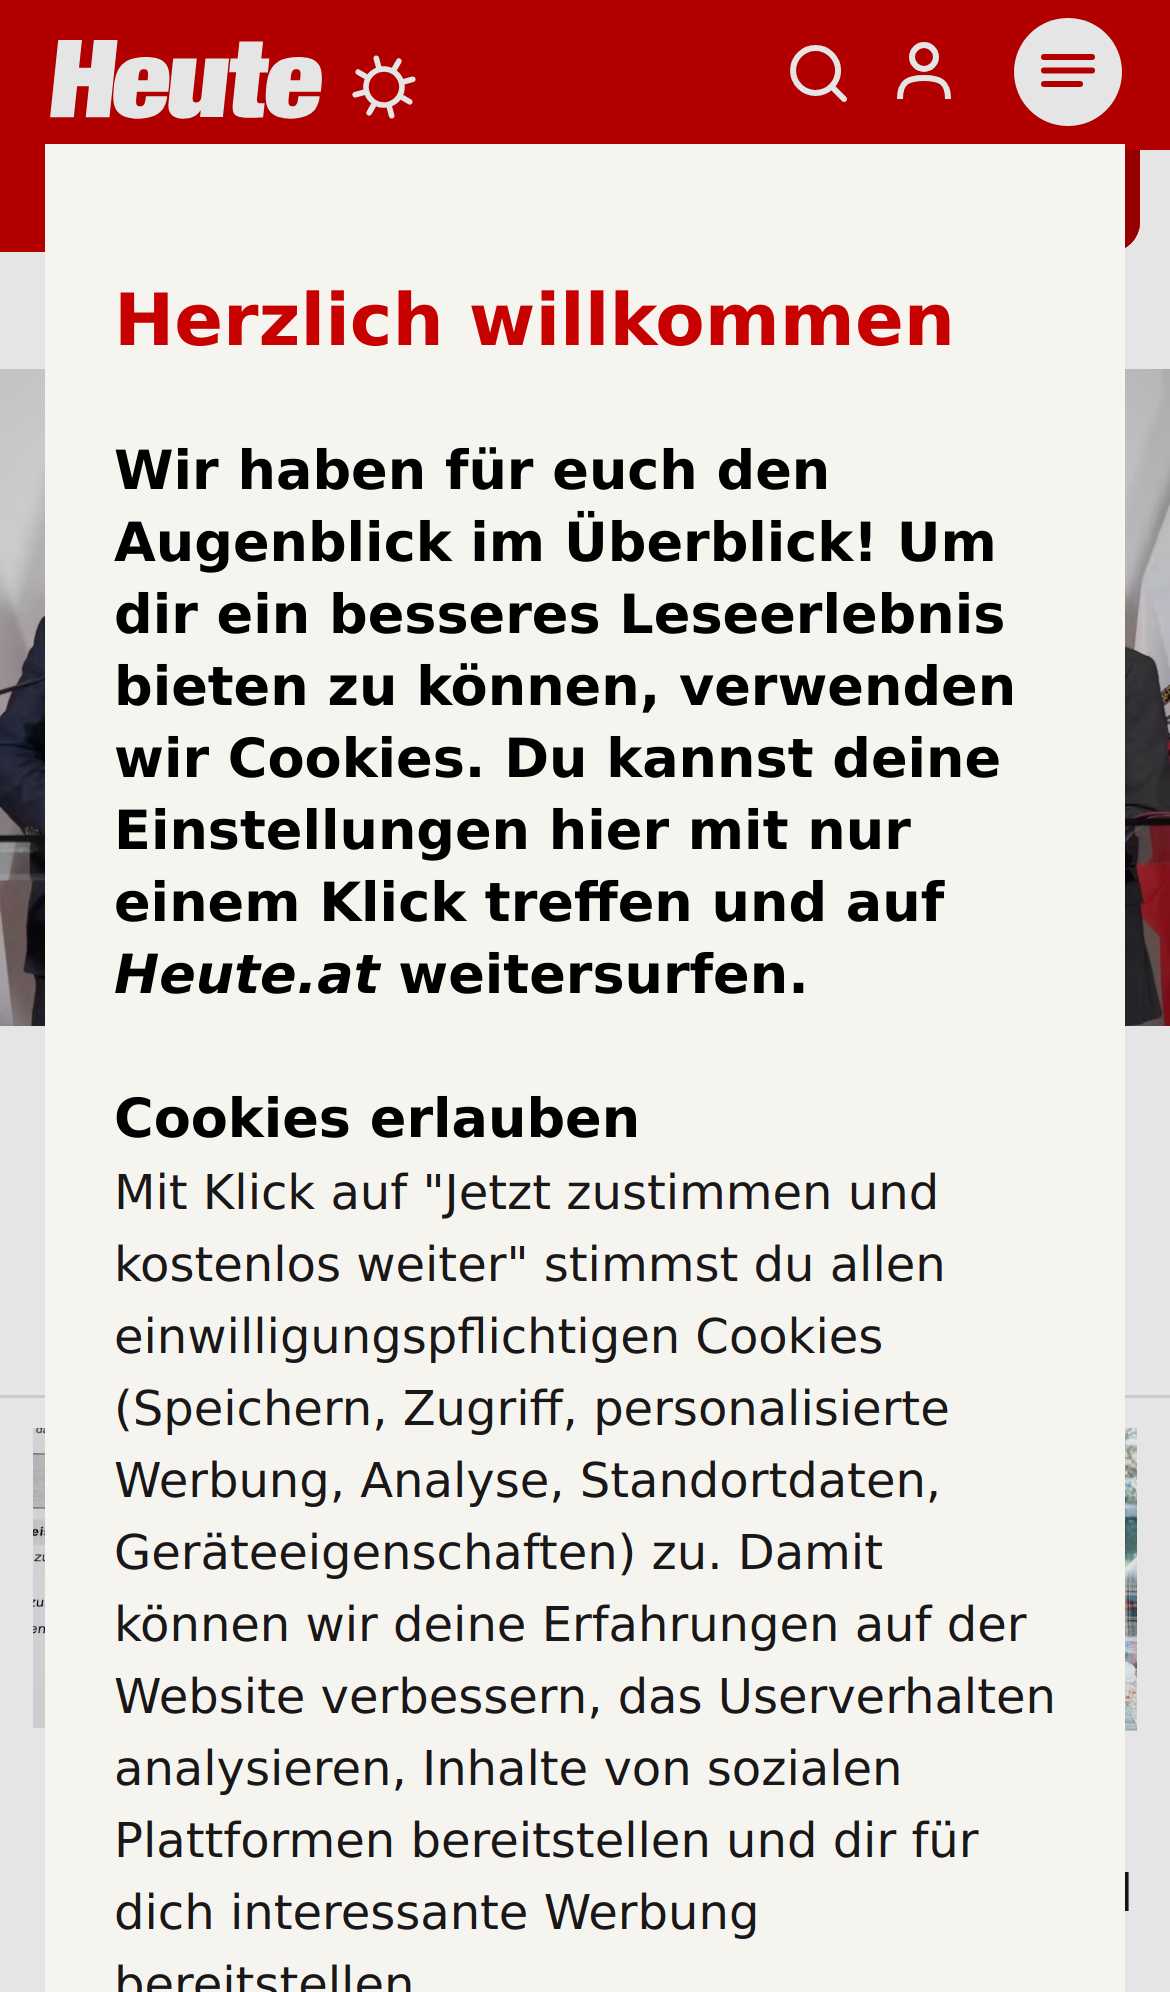 Heute
Herzlich willkommen
Wir haben für euch den
Augenblick im Überblick! Um
dir ein besseres Leseerlebnis
bieten zu können, verwenden
wir Cookies. Du kannst deine
Einstellungen hier mit nur
einem Klick treffen und auf
Heute.at weitersurfen.
Cookies erlauben
Mit Klick auf "Jetzt zustimmen und
kostenlos weiter" stimmst du allen
einwilligungspflichtigen Cookies
(Speichern, Zugriff, personalisierte
Werbung, Analyse, Standortdaten,
Geräteeigenschaften) zu. Damit
können wir deine Erfahrungen auf der
Website verbessern, das Userverhalten
analysieren, Inhalte von sozialen
Plattformen bereitstellen und dir für
dich interessante Werbung
bereitstellen